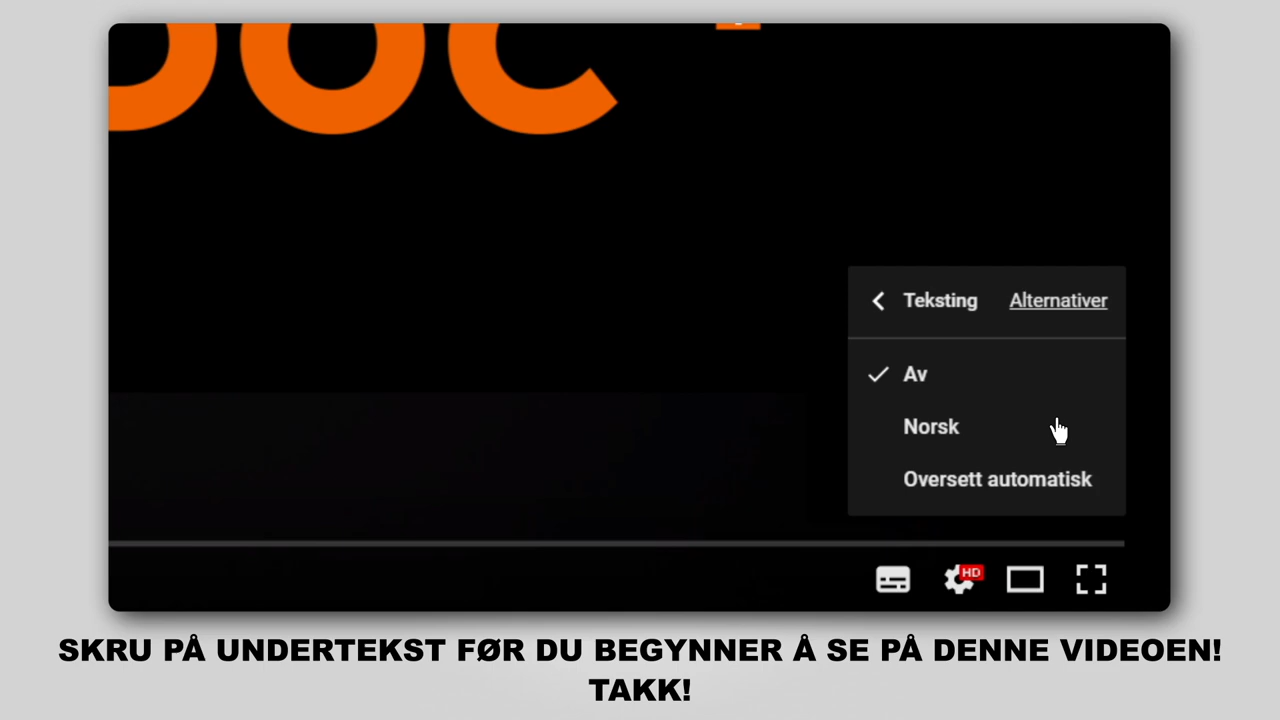 Teksting Alternativer
Av
Norsk
Oversett automatisk
HD
SKRU PÅ UNDERTEKST FØR DU BEGYNNER Å SE PÅ DENNE VIDEOEN!
TAKK!